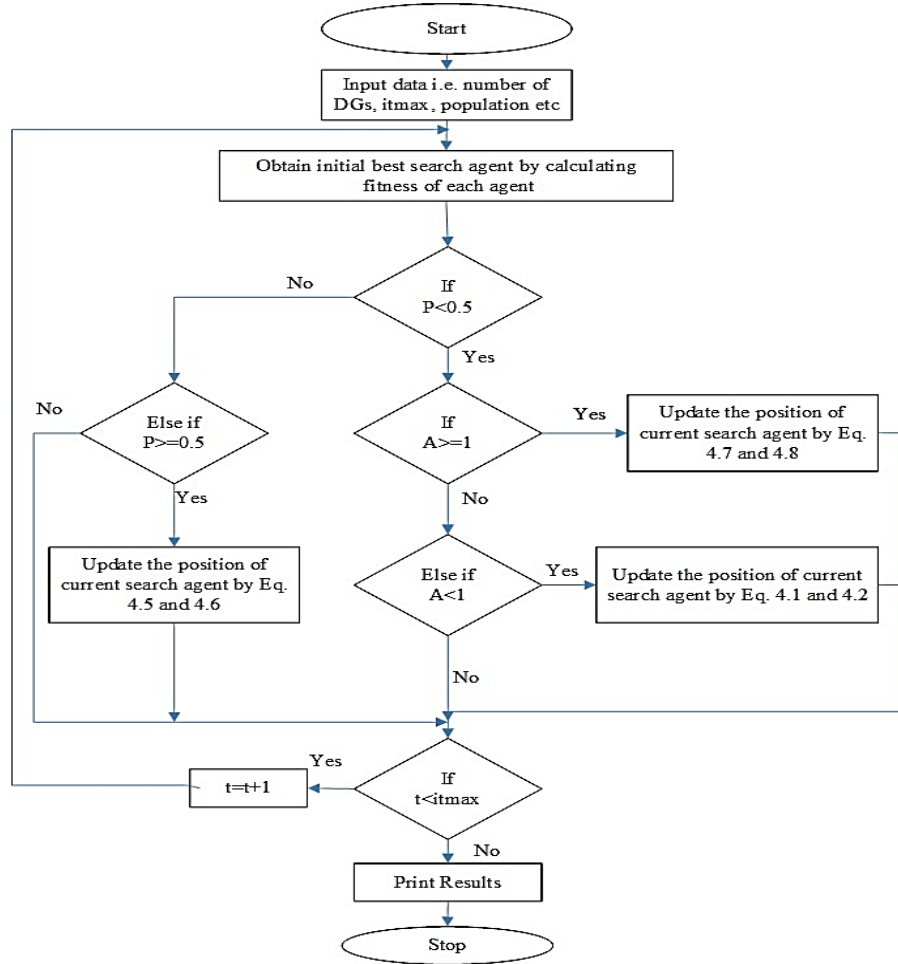 Start
Input data i.e. number of
DGs, itmax, population etc
Obtain initial best search agent by calculating
fitness of each agent
If
P<0.5
No
Yes
Else if
P>=0.5
No
Yes
Update the position of
current search agent by Eq.
4.5 and 4.6
If
A>=1
Yes
Update the position of
current search agent by Eq.
4.7 and 4.8
No
Else if
A<1
Yes
Update the position of current
search agent by Eq. 4.1 and 4.2
No
If
t<itmax
Yes
t=t+1
No
Print Results
Stop